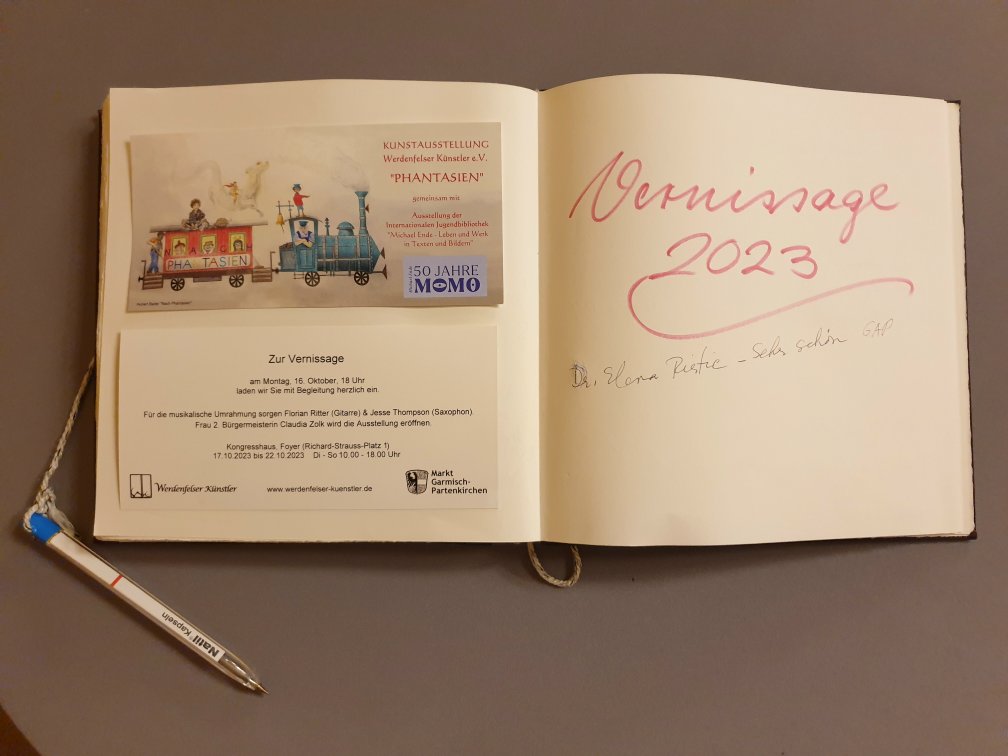 KUNSTAUSSTELLUNG
Werdenfelser Künstler e.V.
"PHANTASIEN"
gemeinsam mit
Ausstellung der
Internationalen Jugendbibliothek
"Michael Ende - Leben und Werk
in Texten und Bildern"
50 JAHRE
MOMO
NACH
PHANTASIEN
Zur Vernissage
am Montag, 16. Oktober, 18 Uhr
laden wir Sie mit Begleitung herzlich ein.
Für die musikalische Umrahmung sorgen Florian Ritter (Gitarre) & Jesse Thompson (Saxophon).
Frau 2. Bürgermeisterin Claudia Zolk wird die Ausstellung eröffnen.
Kongresshaus, Foyer (Richard-Strauss-Platz 1)
17.10.2023 bis 22.10.2023 Di - So 10.00 - 18.00 Uhr
Werdenfelser Künstler
www.werdenfelser-kuenstler.de
Markt
Garmisch-
Partenkirchen
Vernissage
2023
Dr. Elena Ristic - Sehr schön GAP
Natil® Kapseln